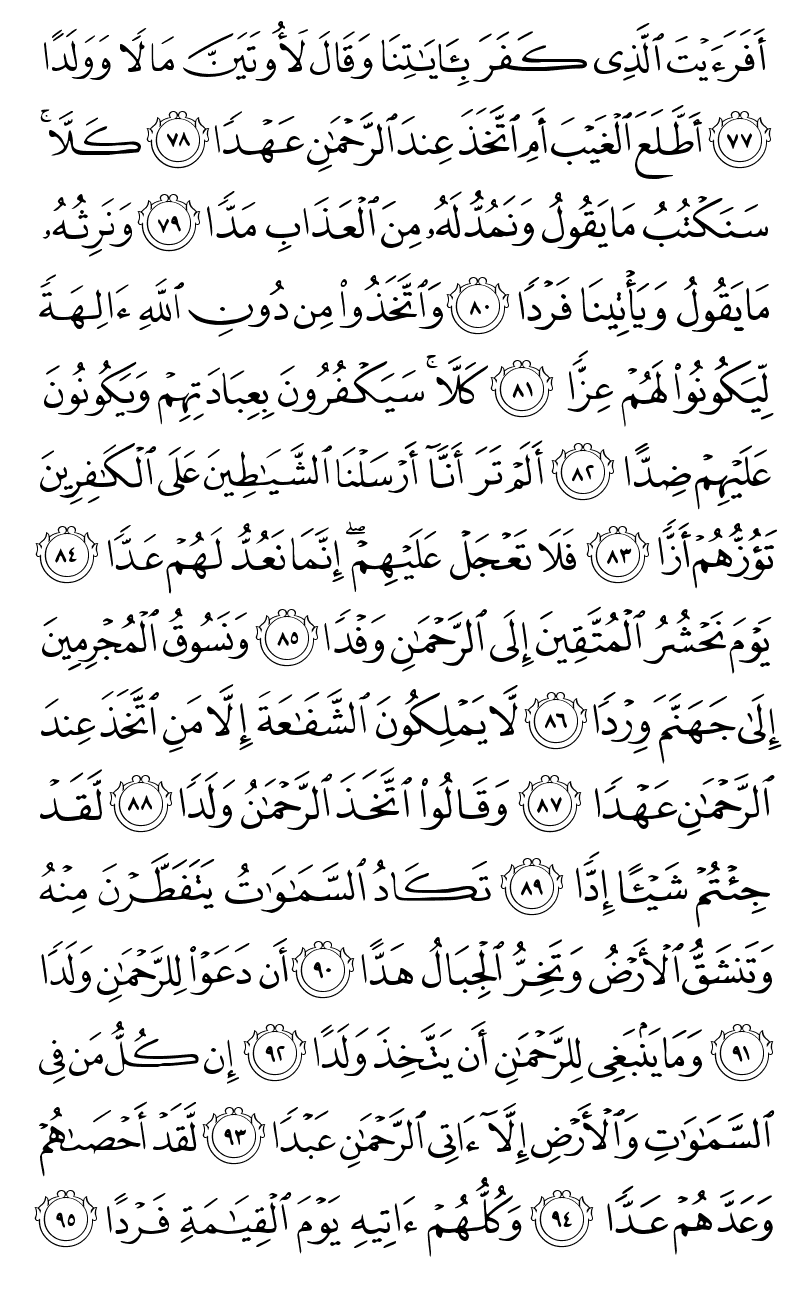 أَفَرَءَيْتَ ٱلَّذِى كَفَرَ بِـَٔايَـٰتِنَا وَقَالَ لَأُوتَيَنَّ مَالًا وَوَلَدًا
﴿٧٧﴾ أَطَّلَعَ ٱلْغَيْبَ أَمِ ٱتَّخَذَ عِندَ ٱلرَّحْمَـٰنِ عَهْدًا ﴿٧٨﴾ كَلَّا ۚ
سَنَكْتُبُ مَا يَقُولُ وَنَمُدُّ لَهُۥ مِنَ ٱلْعَذَابِ مَدًّا ﴿٧٩﴾ وَنَرِثُهُۥ
مَا يَقُولُ وَيَأْتِينَا فَرْدًا ﴿٨٠﴾ وَٱتَّخَذُوا۟ مِن دُونِ ٱللَّهِ ءَالِهَةً
لِّيَكُونُوا۟ لَهُمْ عِزًّا ﴿٨١﴾ كَلَّا ۚ سَيَكْفُرُونَ بِعِبَادَتِهِمْ وَيَكُونُونَ
عَلَيْهِمْ ضِدًّا ﴿٨٢﴾ أَلَمْ تَرَ أَنَّآ أَرْسَلْنَا ٱلشَّيَـٰطِينَ عَلَى ٱلْكَـٰفِرِينَ
تَؤُزُّهُمْ أَزًّا ﴿٨٣﴾ فَلَا تَعْجَلْ عَلَيْهِمْ ۖ إِنَّمَا نَعُدُّ لَهُمْ عَدًّا ﴿٨٤﴾
يَوْمَ نَحْشُرُ ٱلْمُتَّقِينَ إِلَى ٱلرَّحْمَـٰنِ وَفْدًا ﴿٨٥﴾ وَنَسُوقُ ٱلْمُجْرِمِينَ
إِلَىٰ جَهَنَّمَ وِرْدًا ﴿٨٦﴾ لَّا يَمْلِكُونَ ٱلشَّفَـٰعَةَ إِلَّا مَنِ ٱتَّخَذَ عِندَ
ٱلرَّحْمَـٰنِ عَهْدًا ﴿٨٧﴾ وَقَالُوا۟ ٱتَّخَذَ ٱلرَّحْمَـٰنُ وَلَدًا ﴿٨٨﴾ لَّقَدْ
جِئْتُمْ شَيْـًٔا إِدًّا ﴿٨٩﴾ تَكَادُ ٱلسَّمَـٰوَٰتُ يَتَفَطَّرْنَ مِنْهُ
وَتَنشَقُّ ٱلْأَرْضُ وَتَخِرُّ ٱلْجِبَالُ هَدًّا ﴿٩٠﴾ أَن دَعَوْا۟ لِلرَّحْمَـٰنِ وَلَدًا
﴿٩١﴾ وَمَا يَنۢبَغِى لِلرَّحْمَـٰنِ أَن يَتَّخِذَ وَلَدًا ﴿٩٢﴾ إِن كُلُّ مَن فِى
ٱلسَّمَـٰوَٰتِ وَٱلْأَرْضِ إِلَّآ ءَاتِى ٱلرَّحْمَـٰنِ عَبْدًا ﴿٩٣﴾ لَّقَدْ أَحْصَىٰهُمْ
وَعَدَّهُمْ عَدًّا ﴿٩٤﴾ وَكُلُّهُمْ ءَاتِيهِ يَوْمَ ٱلْقِيَـٰمَةِ فَرْدًا ﴿٩٥﴾